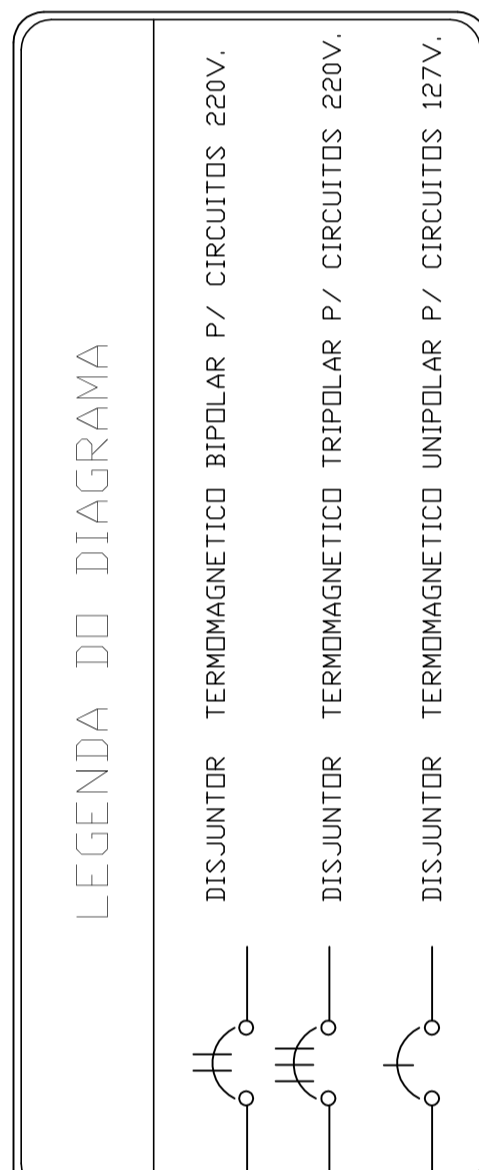 LEGENDA DO DIAGRAMA
DISJUNTOR TERMOMAGNETICO BIPOLAR P/ CIRCUITOS 220V.
DISJUNTOR TERMOMAGNETICO TRIPOLAR P/ CIRCUITOS 220V.
DISJUNTOR TERMOMAGNETICO UNIPOLAR P/ CIRCUITOS 127V.